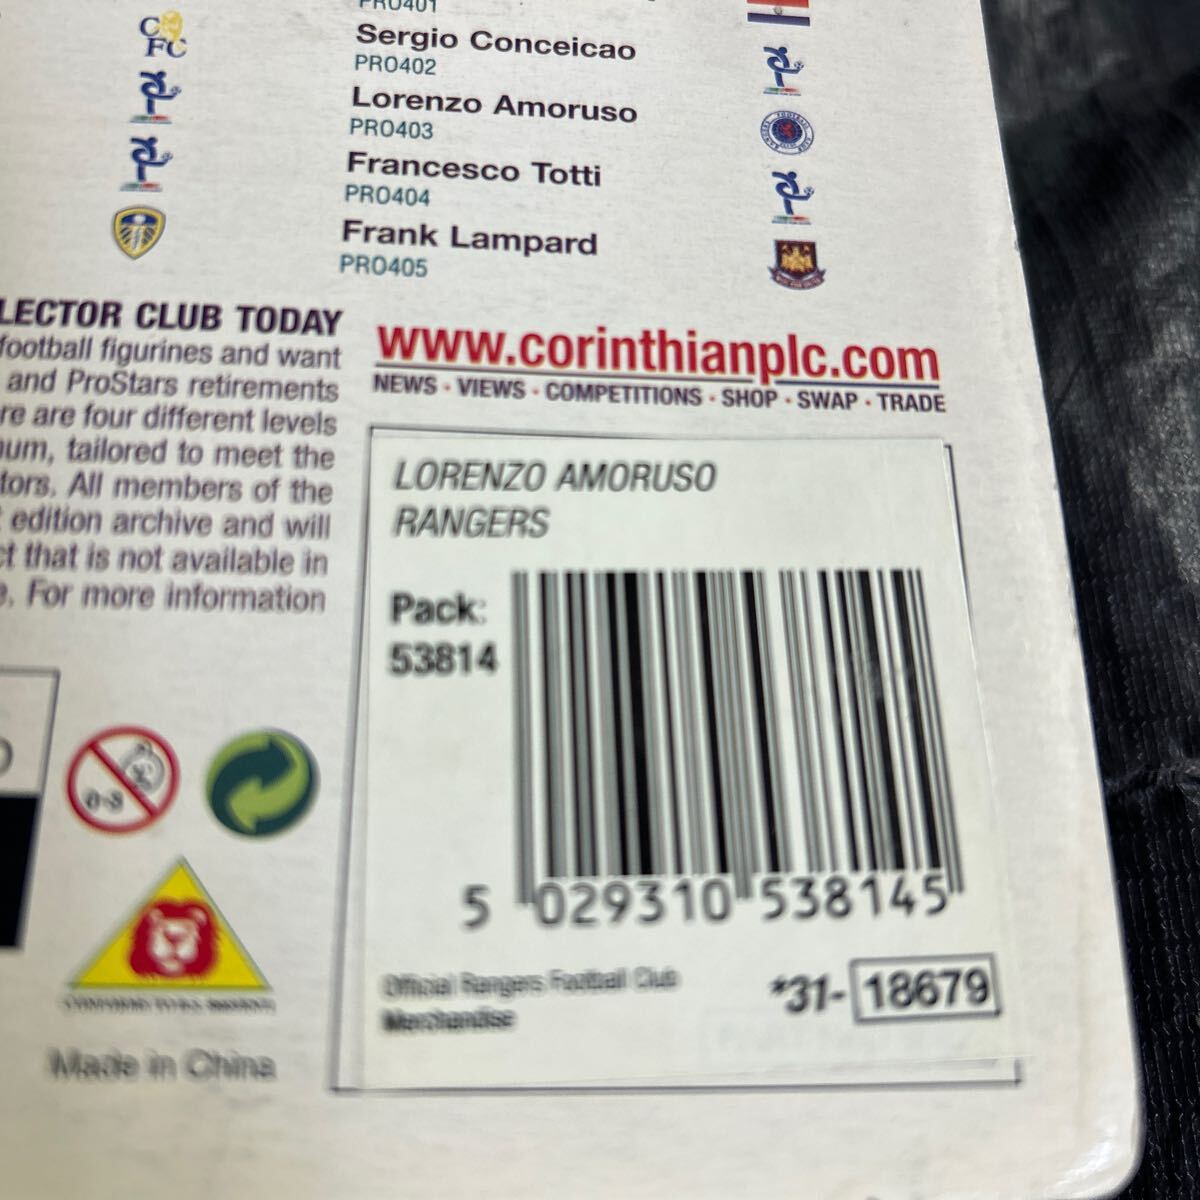 PRO401
Sergio Conceicao
PRO402
Lorenzo Amoruso
PRO403
Francesco Totti
PRO404
Frank Lampard
PRO405
CFC
LECTOR CLUB TODAY
football figurines and want
and ProStars retirements
re are four different levels
um, tailored to meet the
tors. All members of the
edition archive and will
ct that is not available in
e. For more information
www.corinthianplc.com
NEWS · VIEWS · COMPETITIONS · SHOP · SWAP · TRADE
LORENZO AMORUSO
RANGERS
Pack:
53814
5 029310 538145
Official Rangers Football Club
Merchandise
*31- 18679
0-3
Made in China